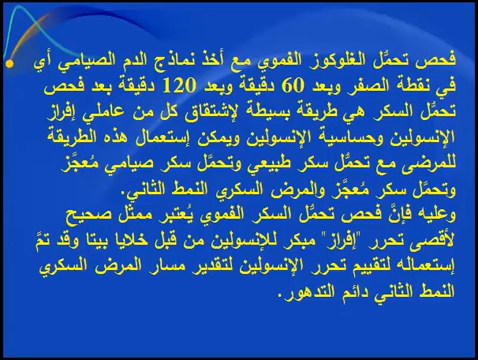 فحص تحمُّل الغلوكوز الفموي مع أخذ نماذج الدم الصيامي أي
في نقطة الصفر وبعد 60 دقيقة وبعد 120 دقيقة بعد فحص
تحمُّل السكر هي طريقة بسيطة لإشتقاق كل من عاملي إفراز
الإنسولين وحساسية الإنسولين ويمكن إستعمال هذه الطريقة
للمرضى مع تحمُّل سكر طبيعي وتحمُّل سكر صيامي مُعجَّز
وتحمُّل سكر مُعجَّز والمرض السكري النمط الثاني.
وعليه فإنَّ فحص تحمُّل السكر الفموي يُعتبر ممثل صحيح
لأقصى تحرر "إفراز" مبكر للإنسولين من قبل خلايا بيتا وقد تمَّ
إستعماله لتقييم تحرر الإنسولين لتقدير مسار المرض السكري
النمط الثاني دائم التدهور.